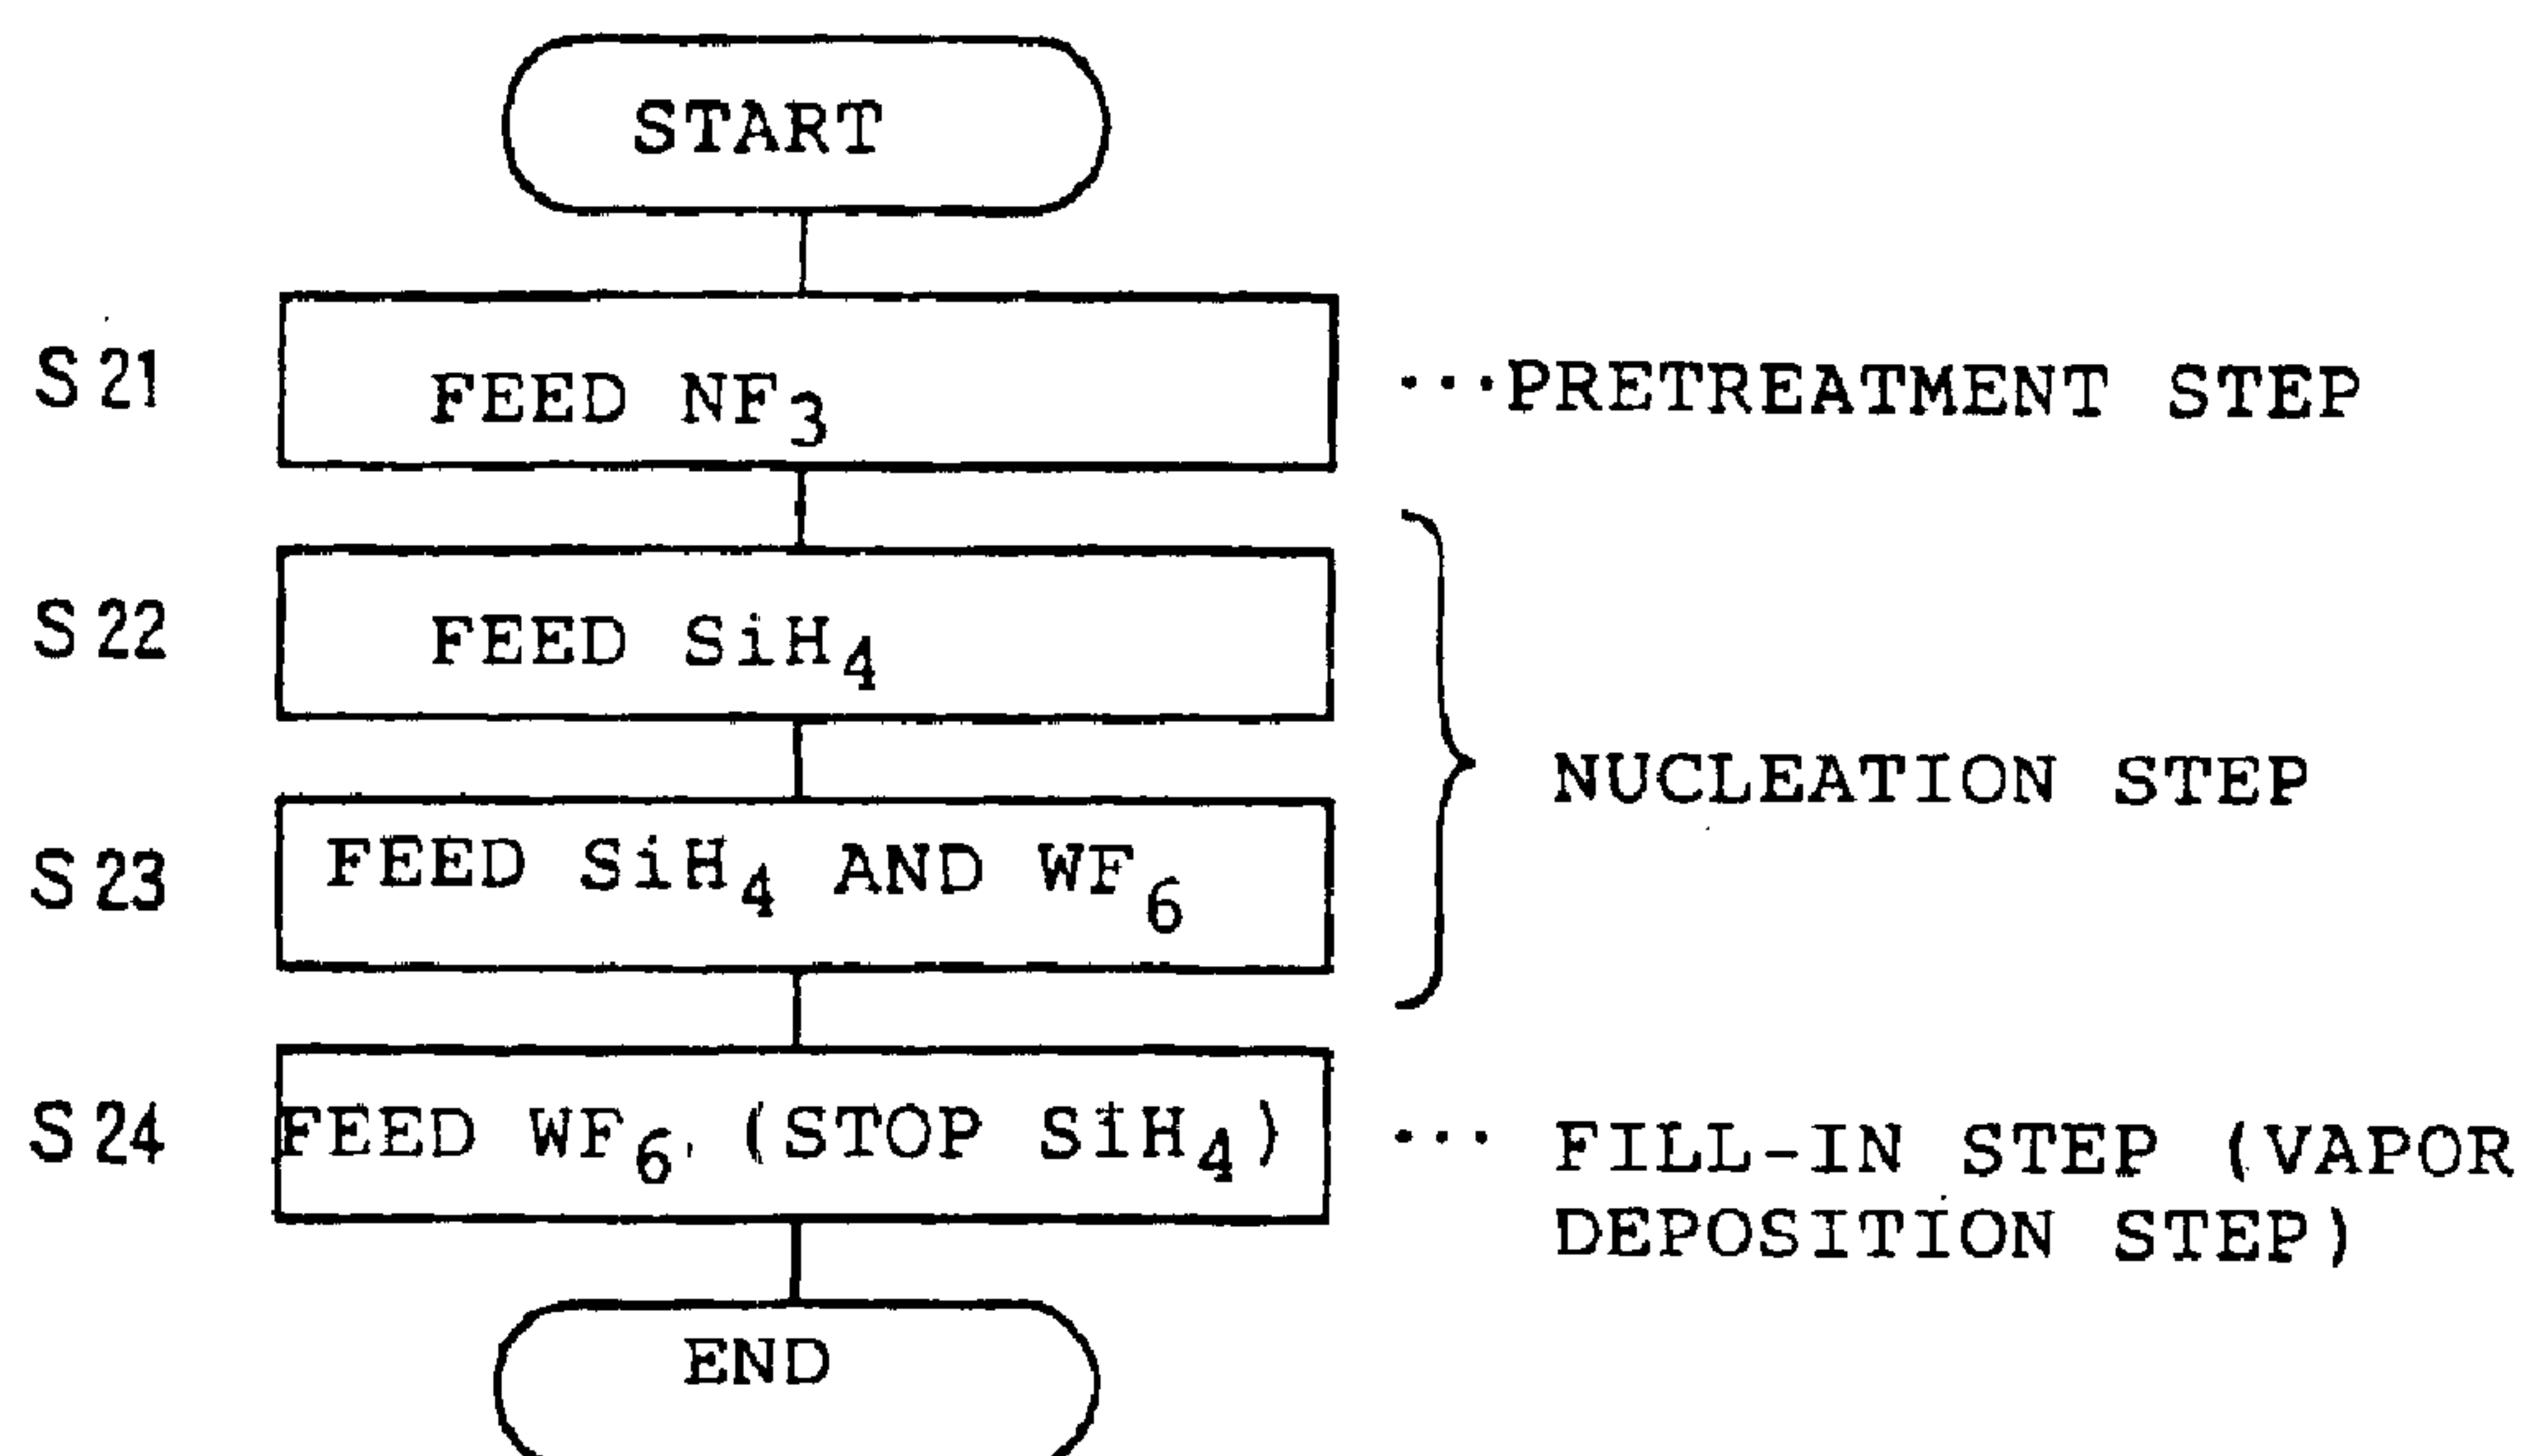 START
S21 FEED NF3 ···PRETREATMENT STEP
S22 FEED SiH4
NUCLEATION STEP
S23 FEED SiH4 AND WF6
S24 FEED WF6 (STOP SiH4) ··· FILL-IN STEP (VAPOR
DEPOSITION STEP)
END